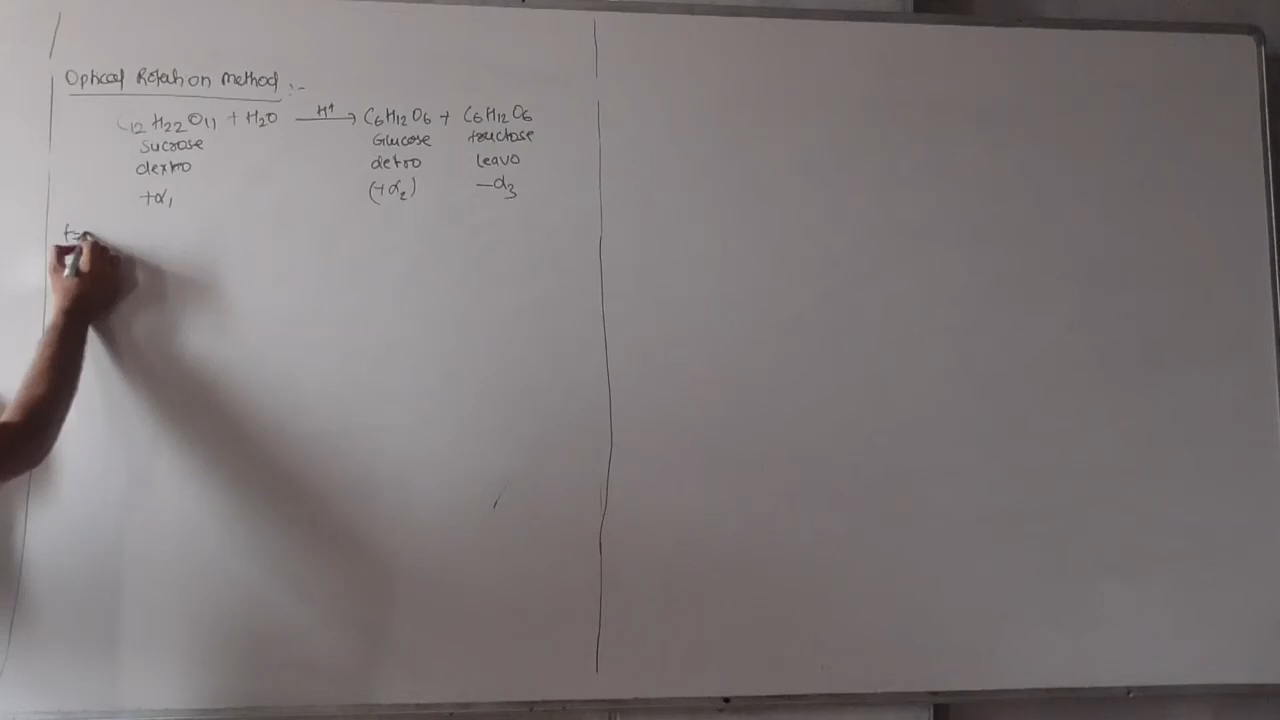 Optical Rotation method :-
C12 H22 O11 + H2O —H+→ C6H12O6 + C6H12O6
Sucrose Glucose fructose
dextro detro leavo
+α1 (+α2) –α3
t=